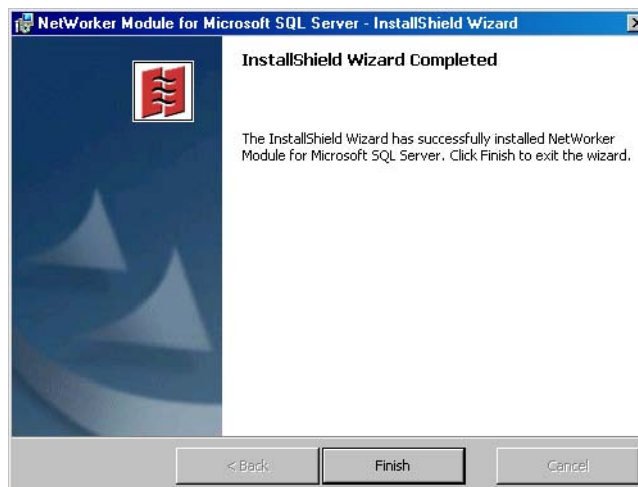 NetWorker Module for Microsoft SQL Server - InstallShield Wizard
InstallShield Wizard Completed
The InstallShield Wizard has successfully installed NetWorker
Module for Microsoft SQL Server. Click Finish to exit the wizard.
< Back Finish Cancel